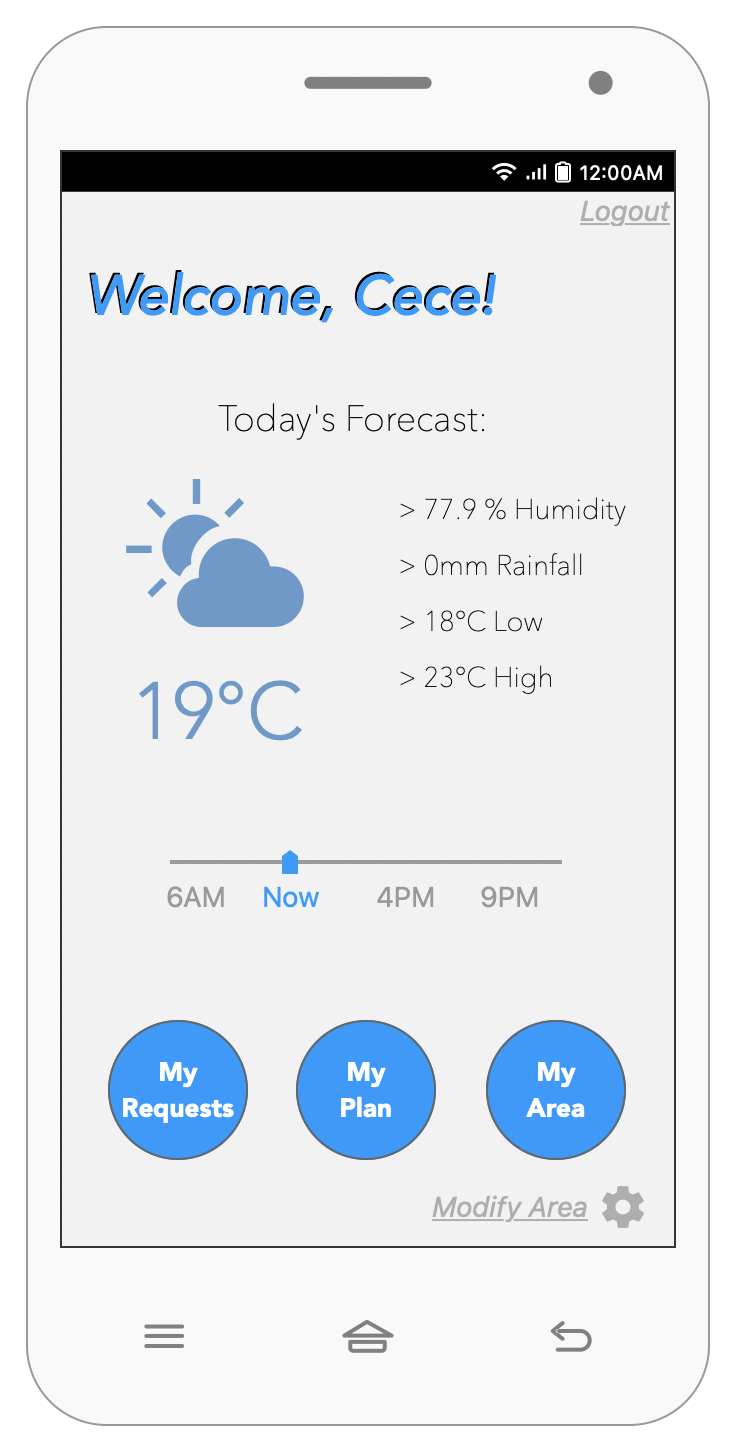 12:00AM
Logout
Welcome, Cece!
Today's Forecast:
> 77.9 % Humidity
> 0mm Rainfall
> 18°C Low
> 23°C High
19°C
6AM Now 4PM 9PM
My
Requests
My
Plan
My
Area
Modify Area